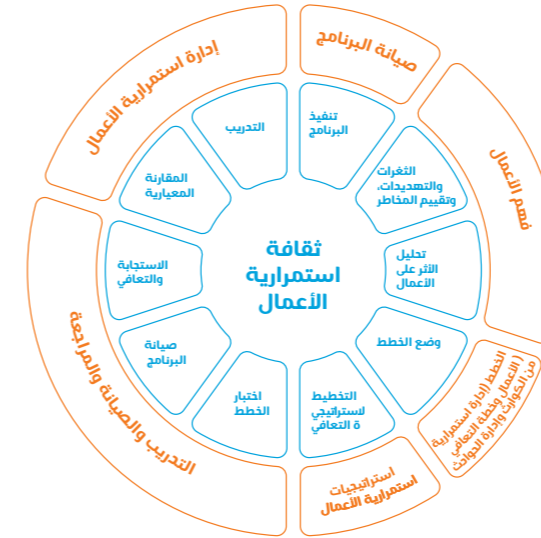 صيانة البرنامج
فهم الأعمال
الخطط (إدارة استمرارية
الأعمال وخطة التعافي (
من الكوارث وإدارة الحوادث
استراتيجيات
استمرارية الأعمال
التدريب والصيانة والمراجعة
إدارة استمرارية الأعمال
تنفيذ
البرنامج
الثغرات
والتهديدات،
وتقييم المخاطر
تحليل
الأثر على
الأعمال
وضع الخطط
التخطيط
لاستراتيجي
ة التعافي
اختبار
الخطط
صيانة
البرنامج
الاستجابة
والتعافي
المقارنة
المعيارية
التدريب
ثقافة
استمرارية
الأعمال